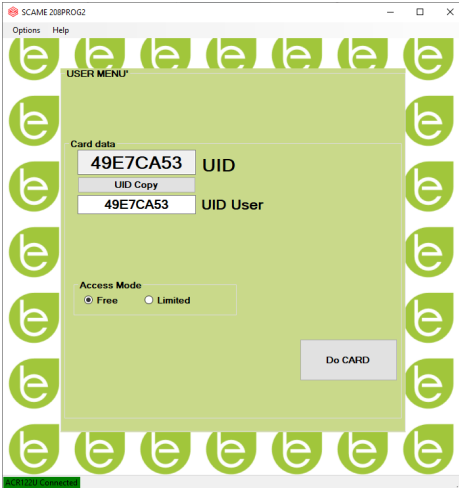 SCAME 208PROG2
Options Help
USER MENU'
Card data
49E7CA53 UID
UID Copy
49E7CA53 UID User
Access Mode
Free Limited
Do CARD
ACR122U Connected